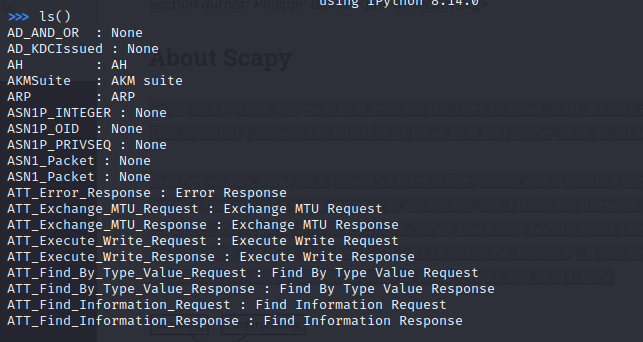 Section author: Philippe
using IPython 8.14.0
>>> ls()
About Scapy
AD_AND_OR  : None
AD_KDCIssued : None
AH         : AH
AKMSuite   : AKM suite
ARP        : ARP
ASN1P_INTEGER : None
ASN1P_OID  : None
ASN1P_PRIVSEQ : None
ASN1_Packet : None
ASN1_Packet : None
ATT_Error_Response : Error Response
ATT_Exchange_MTU_Request : Exchange MTU Request
ATT_Exchange_MTU_Response : Exchange MTU Response
ATT_Execute_Write_Request : Execute Write Request
ATT_Execute_Write_Response : Execute Write Response
ATT_Find_By_Type_Value_Request : Find By Type Value Request
ATT_Find_By_Type_Value_Response : Find By Type Value Response
ATT_Find_Information_Request : Find Information Request
ATT_Find_Information_Response : Find Information Response